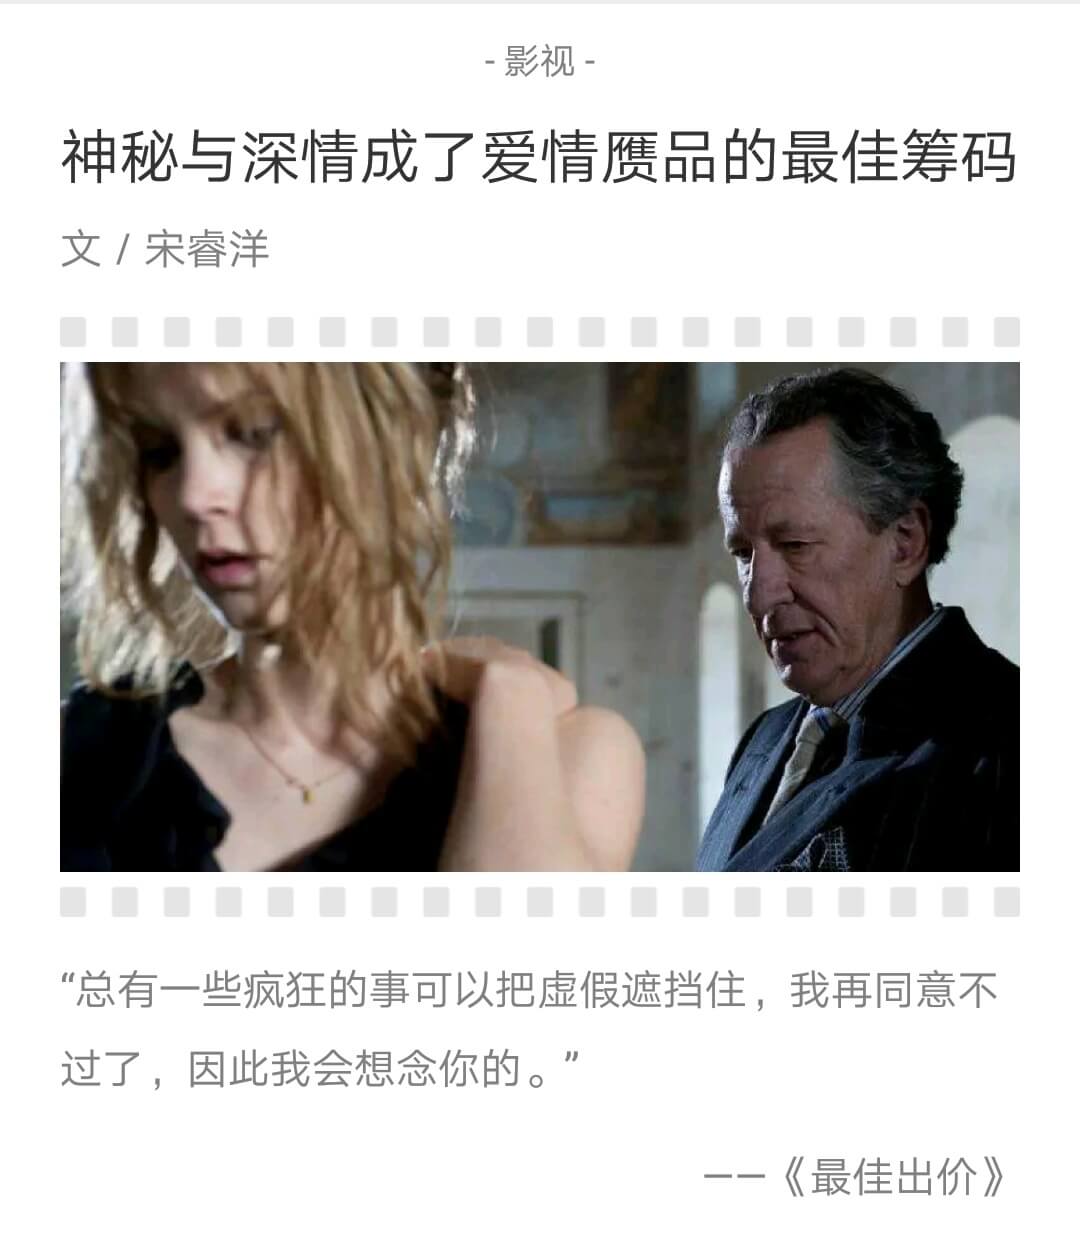 - 影视 -
神秘与深情成了爱情赝品的最佳筹码
文 / 宋睿洋
“总有一些疯狂的事可以把虚假遮挡住，我再同意不
过了，因此我会想念你的。”
——《最佳出价》